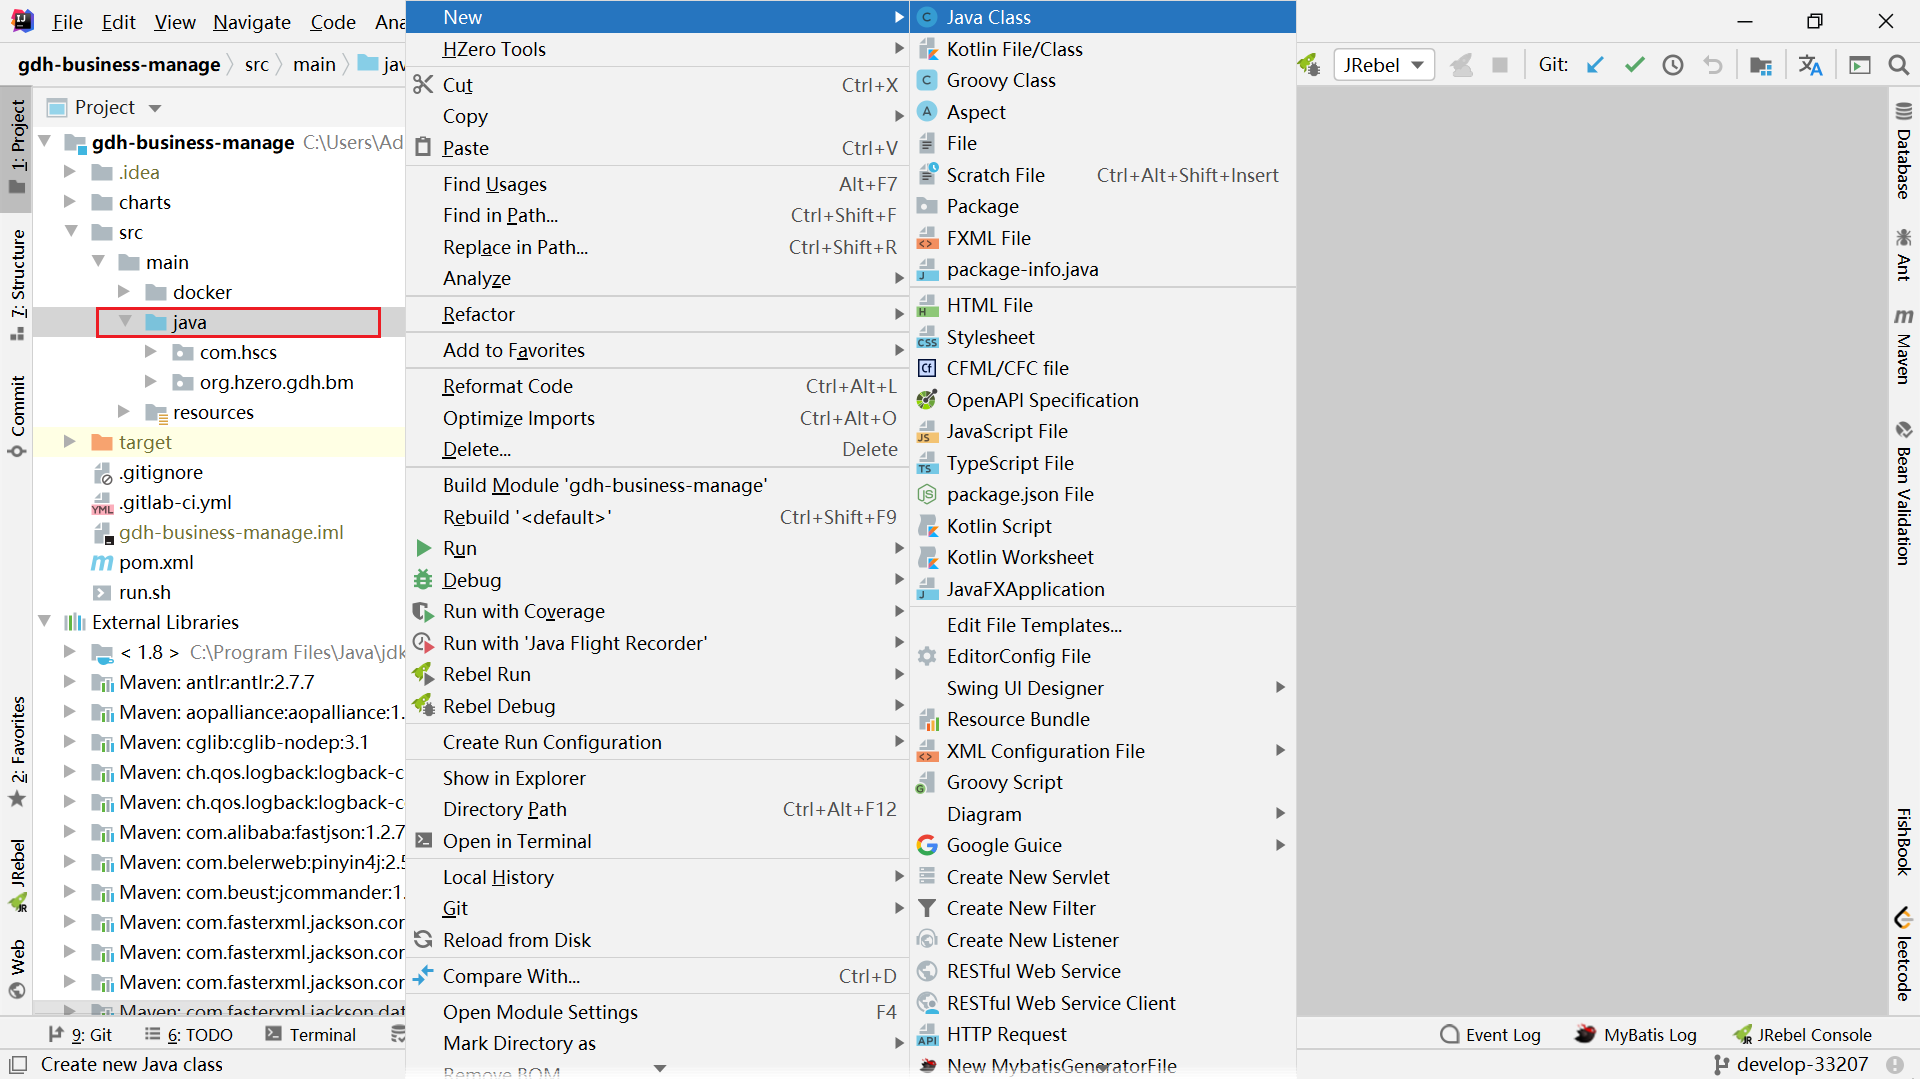 File Edit View Navigate Code Ana
gdh-business-manage src main jav
JRebel Git:
Project
gdh-business-manage C:\Users\Ad
.idea
charts
src
main
docker
java
com.hscs
org.hzero.gdh.bm
resources
target
.gitignore
.gitlab-ci.yml
gdh-business-manage.iml
pom.xml
run.sh
External Libraries
< 1.8 > C:\Program Files\Java\jdk
Maven: antlr:antlr:2.7.7
Maven: aopalliance:aopalliance:1.
Maven: cglib:cglib-nodep:3.1
Maven: ch.qos.logback:logback-c
Maven: ch.qos.logback:logback-c
Maven: com.alibaba:fastjson:1.2.7
Maven: com.belerweb:pinyin4j:2.5
Maven: com.beust:jcommander:1.
Maven: com.fasterxml.jackson.cor
Maven: com.fasterxml.jackson.cor
Maven: com.fasterxml.jackson.cor
Maven: com.fasterxml.jackson.dat
1: Project
7: Structure
Commit
2: Favorites
JRebel
Web
New
HZero Tools
Cut Ctrl+X
Copy
Paste Ctrl+V
Find Usages Alt+F7
Find in Path... Ctrl+Shift+F
Replace in Path... Ctrl+Shift+R
Analyze
Refactor
Add to Favorites
Reformat Code Ctrl+Alt+L
Optimize Imports Ctrl+Alt+O
Delete... Delete
Build Module 'gdh-business-manage'
Rebuild '<default>' Ctrl+Shift+F9
Run
Debug
Run with Coverage
Run with 'Java Flight Recorder'
Rebel Run
Rebel Debug
Create Run Configuration
Show in Explorer
Directory Path Ctrl+Alt+F12
Open in Terminal
Local History
Git
Reload from Disk
Compare With... Ctrl+D
Open Module Settings F4
Mark Directory as
Remove BOM
Java Class
Kotlin File/Class
Groovy Class
Aspect
File
Scratch File Ctrl+Alt+Shift+Insert
Package
FXML File
package-info.java
HTML File
Stylesheet
CFML/CFC file
OpenAPI Specification
JavaScript File
TypeScript File
package.json File
Kotlin Script
Kotlin Worksheet
JavaFXApplication
Edit File Templates...
EditorConfig File
Swing UI Designer
Resource Bundle
XML Configuration File
Groovy Script
Diagram
Google Guice
Create New Servlet
Create New Filter
Create New Listener
RESTful Web Service
RESTful Web Service Client
HTTP Request
New MybatisGeneratorFile
Database
Ant
Maven
Bean Validation
FishBook
leetcode
9: Git 6: TODO Terminal
Event Log MyBatis Log JRebel Console
Create new Java class develop-33207